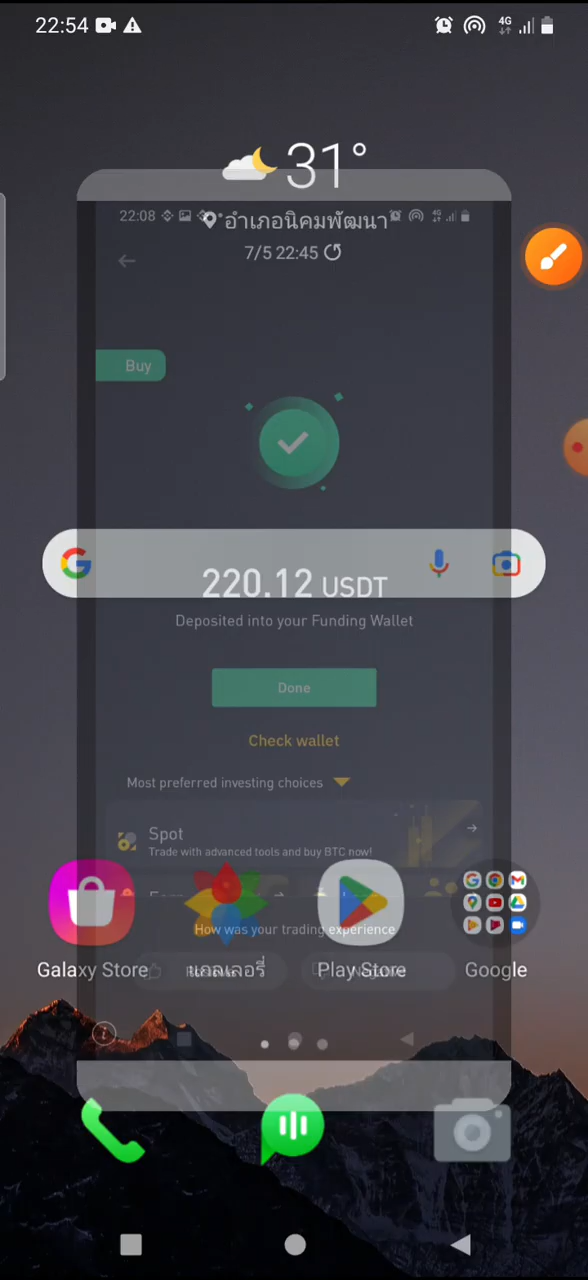 22:54
4G
31°
22:08
4G
อำเภอนิคมพัฒนา
7/5 22:45
Buy
220.12 USDT
Deposited into your Funding Wallet
Done
Check wallet
Most preferred investing choices
Spot
Trade with advanced tools and buy BTC now!
How was your trading experience
Galaxy Store
แกลเลอรี่
Play Store
Google